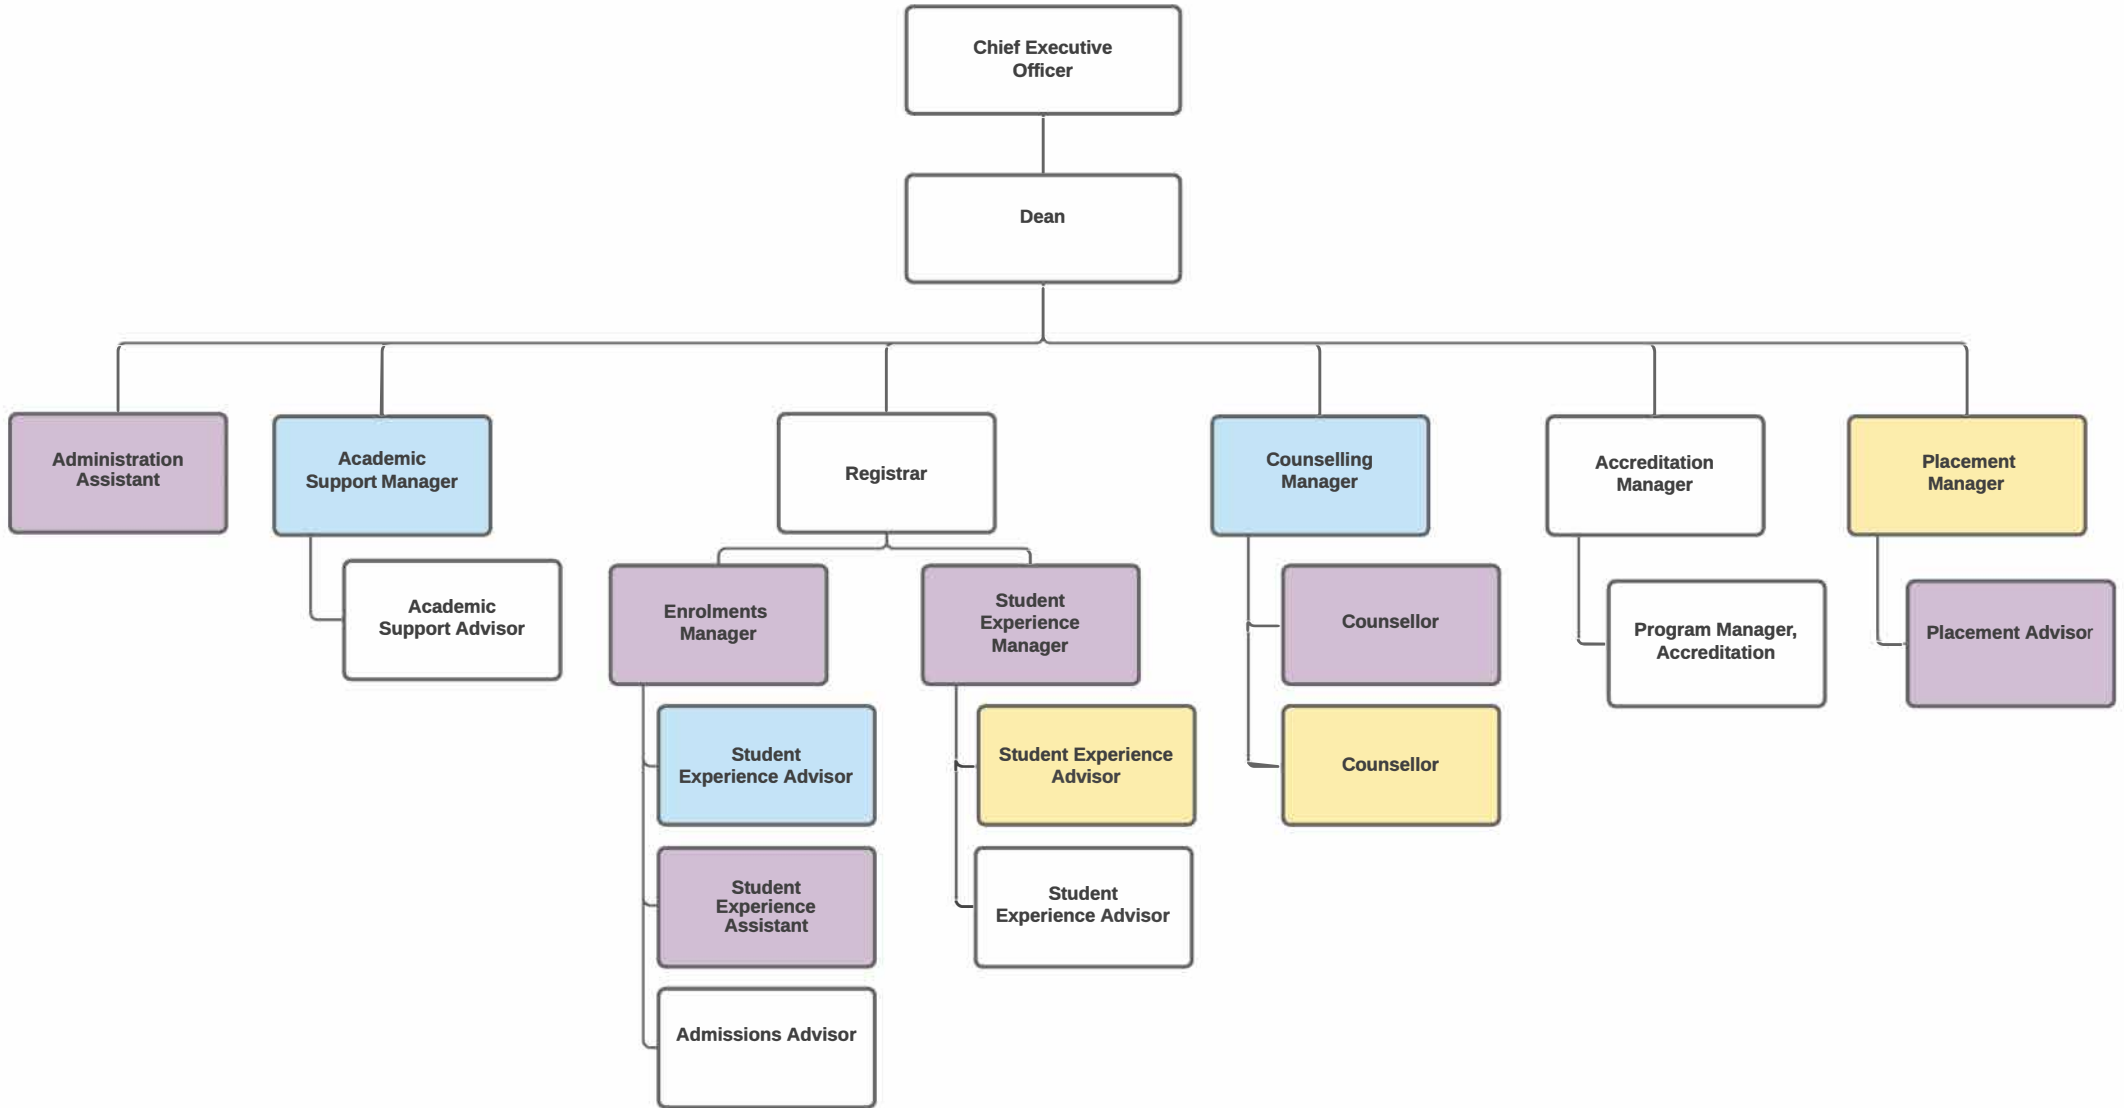 Chief Executive
Officer
Dean
Administration
Assistant
Academic
Support Manager
Registrar
Counselling
Manager
Accreditation
Manager
Placement
Manager
Academic
Support Advisor
Enrolments
Manager
Student
Experience
Manager
Counsellor
Program Manager,
Accreditation
Placement Advisor
Student
Experience Advisor
Student Experience
Advisor
Counsellor
Student
Experience
Assistant
Student
Experience Advisor
Admissions Advisor